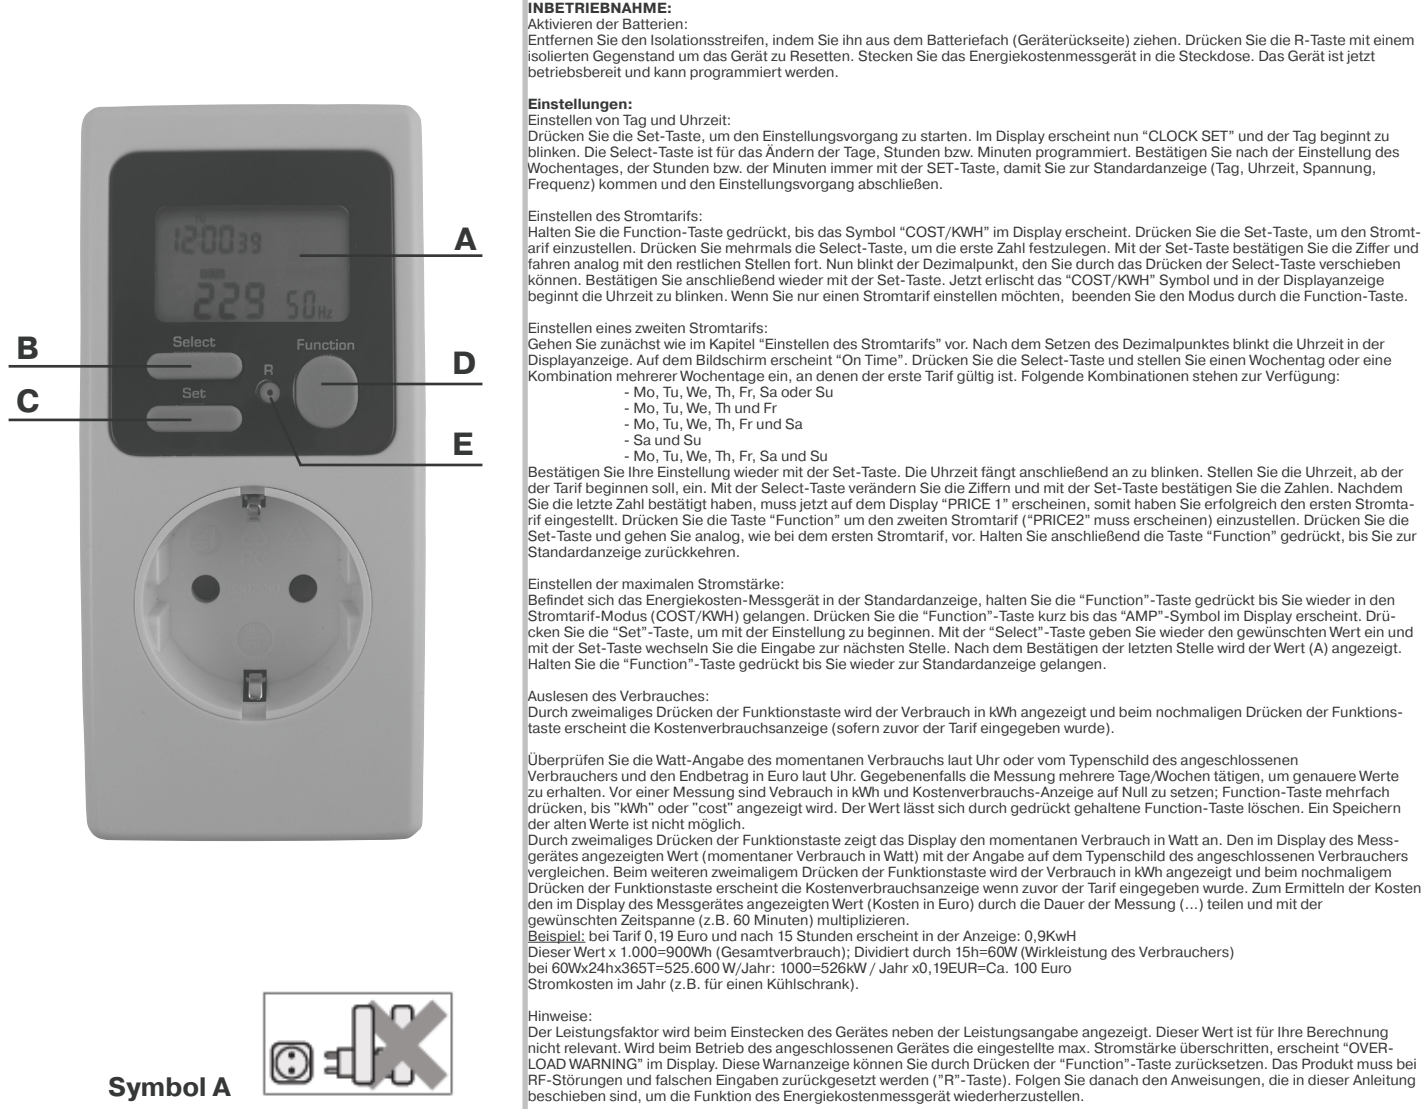 12:00 39
229 50Hz
Select
Function
R
Set
A
B
C
D
E
Symbol A
INBETRIEBNAHME:
Aktivieren der Batterien:
Entfernen Sie den Isolationsstreifen, indem Sie ihn aus dem Batteriefach (Geräterückseite) ziehen. Drücken Sie die R-Taste mit einem
isolierten Gegenstand um das Gerät zu Resetten. Stecken Sie das Energiekostenmessgerät in die Steckdose. Das Gerät ist jetzt
betriebsbereit und kann programmiert werden.
Einstellungen:
Einstellen von Tag und Uhrzeit:
Drücken Sie die Set-Taste, um den Einstellungsvorgang zu starten. Im Display erscheint nun “CLOCK SET” und der Tag beginnt zu
blinken. Die Select-Taste ist für das Ändern der Tage, Stunden bzw. Minuten programmiert. Bestätigen Sie nach der Einstellung des
Wochentages, der Stunden bzw. der Minuten immer mit der SET-Taste, damit Sie zur Standardanzeige (Tag, Uhrzeit, Spannung,
Frequenz) kommen und den Einstellungsvorgang abschließen.
Einstellen des Stromtarifs:
Halten Sie die Function-Taste gedrückt, bis das Symbol “COST/KWH” im Display erscheint. Drücken Sie die Set-Taste, um den Stromt-
arif einzustellen. Drücken Sie mehrmals die Select-Taste, um die erste Zahl festzulegen. Mit der Set-Taste bestätigen Sie die Ziffer und
fahren analog mit den restlichen Stellen fort. Nun blinkt der Dezimalpunkt, den Sie durch das Drücken der Select-Taste verschieben
können. Bestätigen Sie anschließend wieder mit der Set-Taste. Jetzt erlischt das “COST/KWH” Symbol und in der Displayanzeige
beginnt die Uhrzeit zu blinken. Wenn Sie nur einen Stromtarif einstellen möchten,  beenden Sie den Modus durch die Function-Taste.
Einstellen eines zweiten Stromtarifs:
Gehen Sie zunächst wie im Kapitel “Einstellen des Stromtarifs” vor. Nach dem Setzen des Dezimalpunktes blinkt die Uhrzeit in der
Displayanzeige. Auf dem Bildschirm erscheint “On Time”. Drücken Sie die Select-Taste und stellen Sie einen Wochentag oder eine
Kombination mehrerer Wochentage ein, an denen der erste Tarif gültig ist. Folgende Kombinationen stehen zur Verfügung:
- Mo, Tu, We, Th, Fr, Sa oder Su
- Mo, Tu, We, Th und Fr
- Mo, Tu, We, Th, Fr und Sa
- Sa und Su
- Mo, Tu, We, Th, Fr, Sa und Su
Bestätigen Sie Ihre Einstellung wieder mit der Set-Taste. Die Uhrzeit fängt anschließend an zu blinken. Stellen Sie die Uhrzeit, ab der
der Tarif beginnen soll, ein. Mit der Select-Taste verändern Sie die Ziffern und mit der Set-Taste bestätigen Sie die Zahlen. Nachdem
Sie die letzte Zahl bestätigt haben, muss jetzt auf dem Display “PRICE 1” erscheinen, somit haben Sie erfolgreich den ersten Stromta-
rif eingestellt. Drücken Sie die Taste “Function” um den zweiten Stromtarif (“PRICE2” muss erscheinen) einzustellen. Drücken Sie die
Set-Taste und gehen Sie analog, wie bei dem ersten Stromtarif, vor. Halten Sie anschließend die Taste “Function” gedrückt, bis Sie zur
Standardanzeige zurückkehren.
Einstellen der maximalen Stromstärke:
Befindet sich das Energiekosten-Messgerät in der Standardanzeige, halten Sie die “Function”-Taste gedrückt bis Sie wieder in den
Stromtarif-Modus (COST/KWH) gelangen. Drücken Sie die “Function”-Taste kurz bis das “AMP”-Symbol im Display erscheint. Drü-
cken Sie die “Set”-Taste, um mit der Einstellung zu beginnen. Mit der “Select”-Taste geben Sie wieder den gewünschten Wert ein und
mit der Set-Taste wechseln Sie die Eingabe zur nächsten Stelle. Nach dem Bestätigen der letzten Stelle wird der Wert (A) angezeigt.
Halten Sie die “Function”-Taste gedrückt bis Sie wieder zur Standardanzeige gelangen.
Auslesen des Verbrauches:
Durch zweimaliges Drücken der Funktionstaste wird der Verbrauch in kWh angezeigt und beim nochmaligen Drücken der Funktions-
taste erscheint die Kostenverbrauchsanzeige (sofern zuvor der Tarif eingegeben wurde).
Überprüfen Sie die Watt-Angabe des momentanen Verbrauchs laut Uhr oder vom Typenschild des angeschlossenen
Verbrauchers und den Endbetrag in Euro laut Uhr. Gegebenenfalls die Messung mehrere Tage/Wochen tätigen, um genauere Werte
zu erhalten. Vor einer Messung sind Vebrauch in kWh und Kostenverbrauchs-Anzeige auf Null zu setzen; Function-Taste mehrfach
drücken, bis ”kWh” oder ”cost” angezeigt wird. Der Wert lässt sich durch gedrückt gehaltene Function-Taste löschen. Ein Speichern
der alten Werte ist nicht möglich.
Durch zweimaliges Drücken der Funktionstaste zeigt das Display den momentanen Verbrauch in Watt an. Den im Display des Mess-
gerätes angezeigten Wert (momentaner Verbrauch in Watt) mit der Angabe auf dem Typenschild des angeschlossenen Verbrauchers
vergleichen. Beim weiteren zweimaligem Drücken der Funktionstaste wird der Verbrauch in kWh angezeigt und beim nochmaligem
Drücken der Funktionstaste erscheint die Kostenverbrauchsanzeige wenn zuvor der Tarif eingegeben wurde. Zum Ermitteln der Kosten
den im Display des Messgerätes angezeigten Wert (Kosten in Euro) durch die Dauer der Messung (...) teilen und mit der
gewünschten Zeitspanne (z.B. 60 Minuten) multiplizieren.
Beispiel: bei Tarif 0,19 Euro und nach 15 Stunden erscheint in der Anzeige: 0,9KwH
Dieser Wert x 1.000=900Wh (Gesamtverbrauch); Dividiert durch 15h=60W (Wirkleistung des Verbrauchers)
bei 60Wx24hx365T=525.600 W/Jahr: 1000=526kW / Jahr x0,19EUR=Ca. 100 Euro
Stromkosten im Jahr (z.B. für einen Kühlschrank).
Hinweise:
Der Leistungsfaktor wird beim Einstecken des Gerätes neben der Leistungsangabe angezeigt. Dieser Wert ist für Ihre Berechnung
nicht relevant. Wird beim Betrieb des angeschlossenen Gerätes die eingestellte max. Stromstärke überschritten, erscheint “OVER-
LOAD WARNING” im Display. Diese Warnanzeige können Sie durch Drücken der “Function”-Taste zurücksetzen. Das Produkt muss bei
RF-Störungen und falschen Eingaben zurückgesetzt werden (”R”-Taste). Folgen Sie danach den Anweisungen, die in dieser Anleitung
beschieben sind, um die Funktion des Energiekostenmessgerät wiederherzustellen.